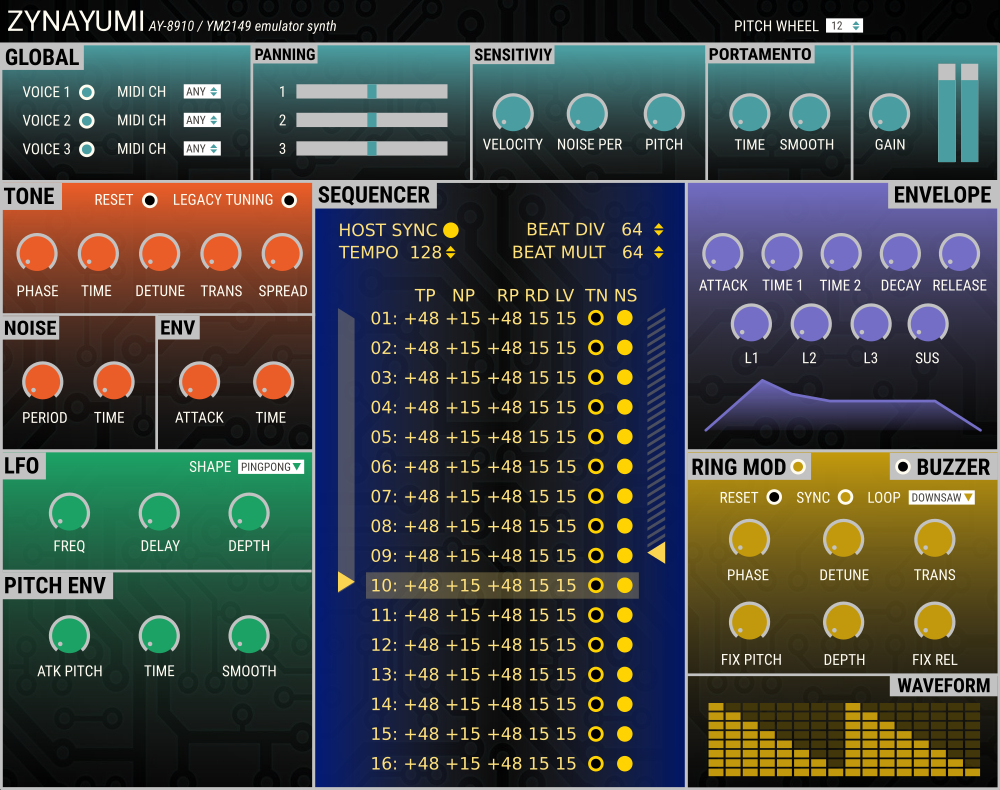 ZYNAYUMI AY-8910 / YM2149 emulator synth
PITCH WHEEL 12
GLOBAL
VOICE 1 MIDI CH ANY
VOICE 2 MIDI CH ANY
VOICE 3 MIDI CH ANY
PANNING
1
2
3
SENSITIVIY
VELOCITY NOISE PER PITCH
PORTAMENTO
TIME SMOOTH
GAIN
TONE RESET LEGACY TUNING
PHASE TIME DETUNE TRANS SPREAD
NOISE
PERIOD TIME
ENV
ATTACK TIME
LFO SHAPE PINGPONG
FREQ DELAY DEPTH
PITCH ENV
ATK PITCH TIME SMOOTH
SEQUENCER
HOST SYNC BEAT DIV 64
TEMPO 128 BEAT MULT 64
TP NP RP RD LV TN NS
01: +48 +15 +48 15 15
02: +48 +15 +48 15 15
03: +48 +15 +48 15 15
04: +48 +15 +48 15 15
05: +48 +15 +48 15 15
06: +48 +15 +48 15 15
07: +48 +15 +48 15 15
08: +48 +15 +48 15 15
09: +48 +15 +48 15 15
10: +48 +15 +48 15 15
11: +48 +15 +48 15 15
12: +48 +15 +48 15 15
13: +48 +15 +48 15 15
14: +48 +15 +48 15 15
15: +48 +15 +48 15 15
16: +48 +15 +48 15 15
ENVELOPE
ATTACK TIME 1 TIME 2 DECAY RELEASE
L1 L2 L3 SUS
RING MOD BUZZER
RESET SYNC LOOP DOWNSAW
PHASE DETUNE TRANS
FIX PITCH DEPTH FIX REL
WAVEFORM